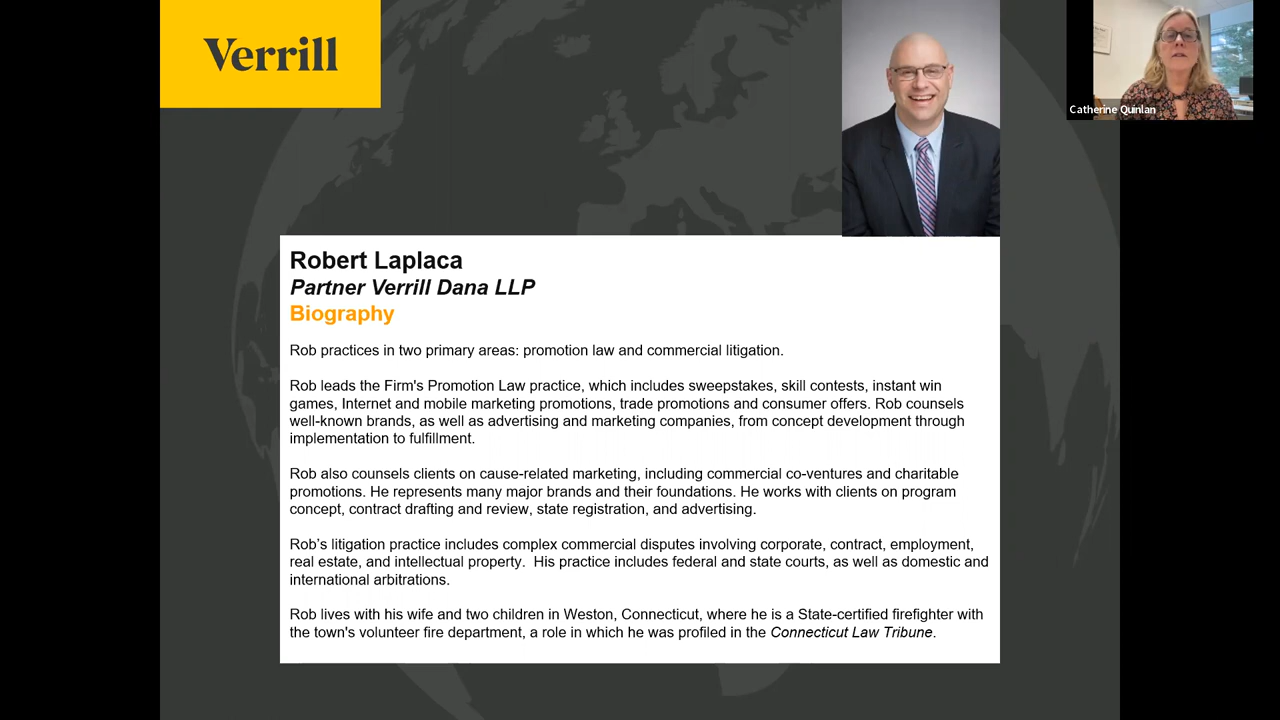 Verrill
Catherine Quinlan
Robert Laplaca
Partner Verrill Dana LLP
Biography
Rob practices in two primary areas: promotion law and commercial litigation.
Rob leads the Firm's Promotion Law practice, which includes sweepstakes, skill contests, instant win
games, Internet and mobile marketing promotions, trade promotions and consumer offers. Rob counsels
well-known brands, as well as advertising and marketing companies, from concept development through
implementation to fulfillment.
Rob also counsels clients on cause-related marketing, including commercial co-ventures and charitable
promotions. He represents many major brands and their foundations. He works with clients on program
concept, contract drafting and review, state registration, and advertising.
Rob’s litigation practice includes complex commercial disputes involving corporate, contract, employment,
real estate, and intellectual property.  His practice includes federal and state courts, as well as domestic and
international arbitrations.
Rob lives with his wife and two children in Weston, Connecticut, where he is a State-certified firefighter with
the town's volunteer fire department, a role in which he was profiled in the Connecticut Law Tribune.